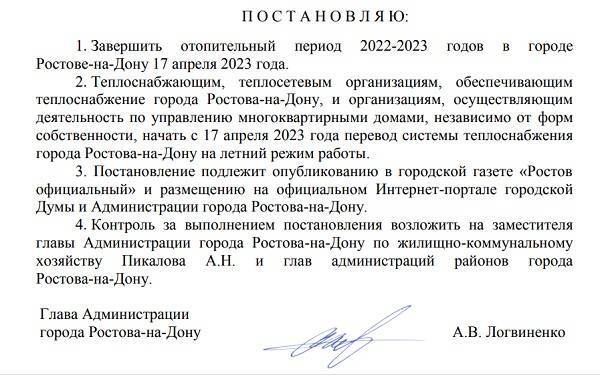 П О С Т А Н О В Л Я Ю:
1. Завершить отопительный период 2022-2023 годов в городе
Ростове-на-Дону 17 апреля 2023 года.
2. Теплоснабжающим, теплосетевым организациям, обеспечивающим
теплоснабжение города Ростова-на-Дону, и организациям, осуществляющим
деятельность по управлению многоквартирными домами, независимо от форм
собственности, начать с 17 апреля 2023 года перевод системы теплоснабжения
города Ростова-на-Дону на летний режим работы.
3. Постановление подлежит опубликованию в городской газете «Ростов
официальный» и размещению на официальном Интернет-портале городской
Думы и Администрации города Ростова-на-Дону.
4. Контроль за выполнением постановления возложить на заместителя
главы Администрации города Ростова-на-Дону по жилищно-коммунальному
хозяйству Пикалова А.Н. и глав администраций районов города
Ростова-на-Дону.
Глава Администрации
города Ростова-на-Дону А.В. Логвиненко